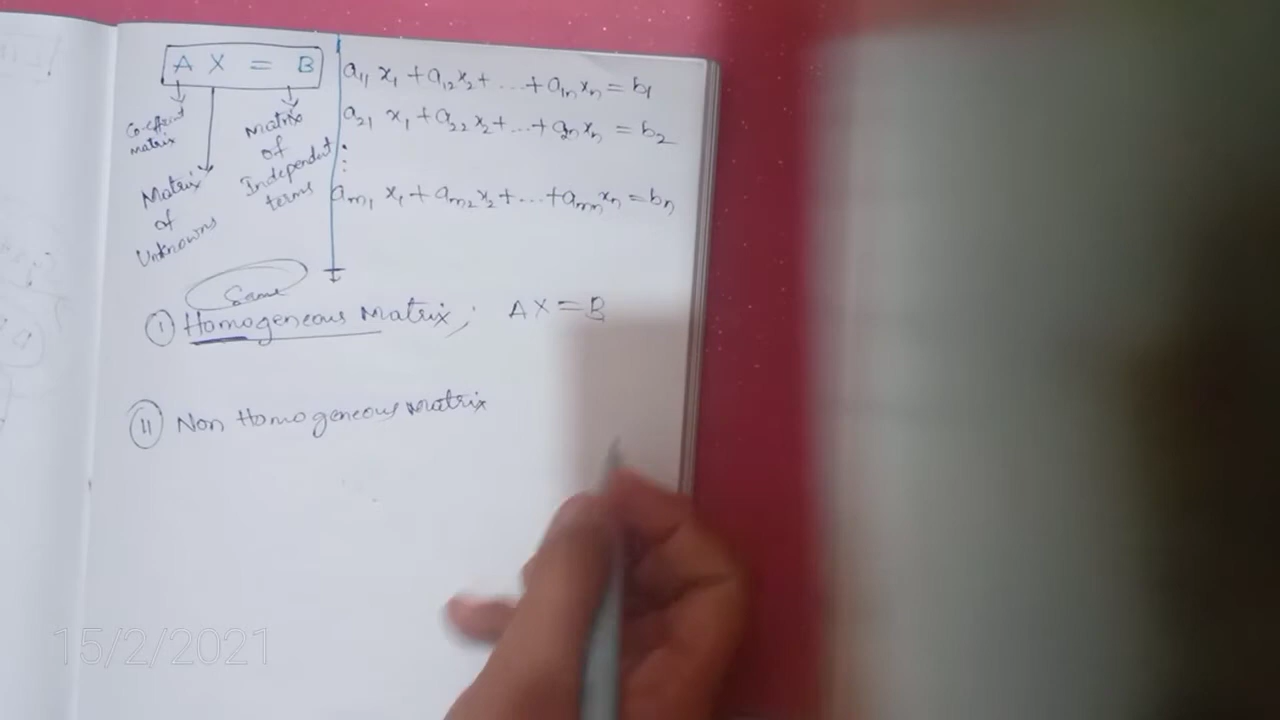 A X = B
Co-efficient matrix
Matrix of Unknowns
Matrix of Independent terms
a11 x1 + a12 x2 + ... + a1n xn = b1
a21 x1 + a22 x2 + ... + a2n xn = b2
⋮
am1 x1 + am2 x2 + ... + amn xn = bn
Same
I Homogeneous Matrix; AX = B
II Non Homogeneous Matrix
15/2/2021